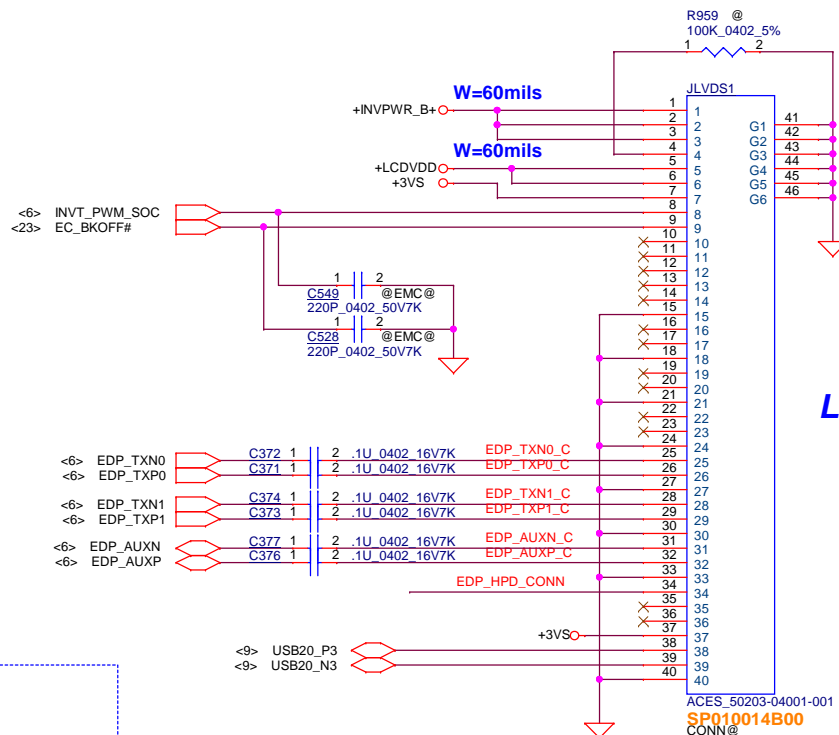 R959 @
100K_0402_5%
1 2
JLVDS1
W=60mils
+INVPWR_B+
W=60mils
+LCDVDD
+3VS
<6> INVT_PWM_SOC
<23> EC_BKOFF#
1 2
C549 @EMC@
220P_0402_50V7K
1 2
C528 @EMC@
220P_0402_50V7K
<6> EDP_TXN0 C372 1 2 .1U_0402_16V7K EDP_TXN0_C
<6> EDP_TXP0 C371 1 2 .1U_0402_16V7K EDP_TXP0_C
<6> EDP_TXN1 C374 1 2 .1U_0402_16V7K EDP_TXN1_C
<6> EDP_TXP1 C373 1 2 .1U_0402_16V7K EDP_TXP1_C
<6> EDP_AUXN C377 1 2 .1U_0402_16V7K EDP_AUXN_C
<6> EDP_AUXP C376 1 2 .1U_0402_16V7K EDP_AUXP_C
EDP_HPD_CONN
+3VS
<9> USB20_P3
<9> USB20_N3
1 1
2 2
3 3
4 4
5 5
6 6
7 7
8 8
9 9
10 10
11 11
12 12
13 13
14 14
15 15
16 16
17 17
18 18
19 19
20 20
21 21
22 22
23 23
24 24
25 25
26 26
27 27
28 28
29 29
30 30
31 31
32 32
33 33
34 34
35 35
36 36
37 37
38 38
39 39
40 40
G1 41
G2 42
G3 43
G4 44
G5 45
G6 46
L
ACES_50203-04001-001
SP010014B00
CONN@